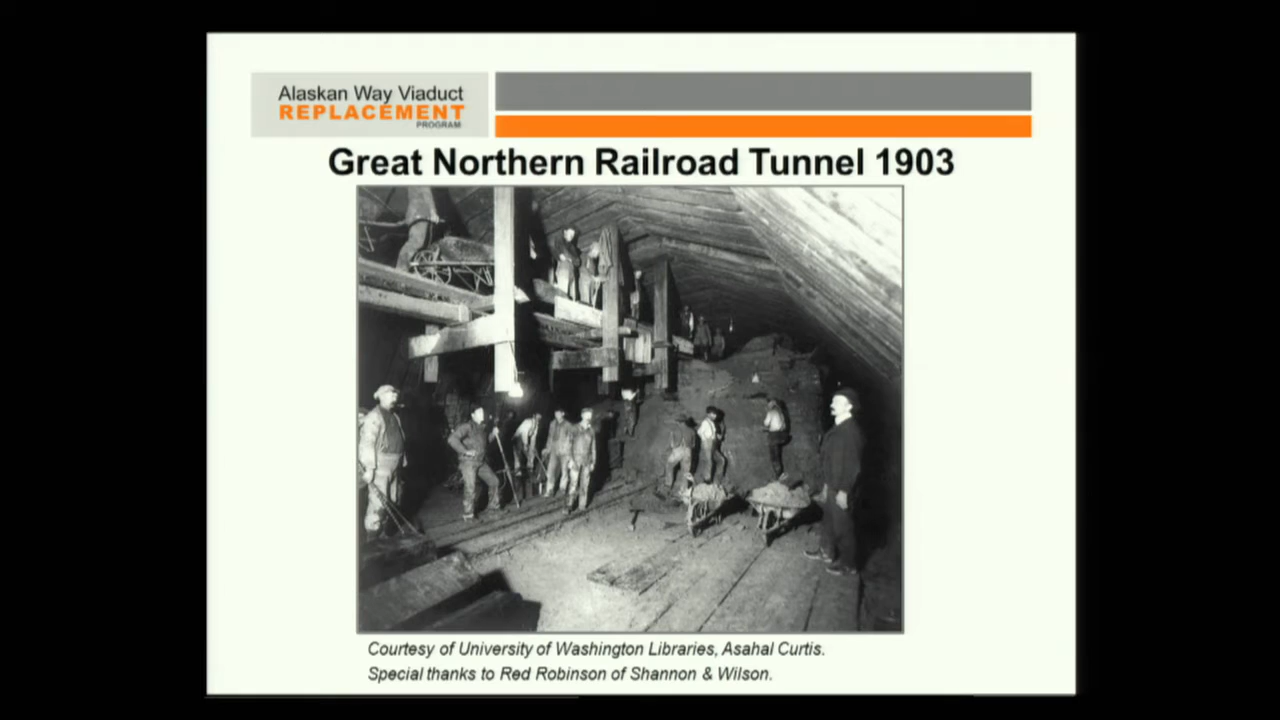 Alaskan Way Viaduct
REPLACEMENT
PROGRAM
Great Northern Railroad Tunnel 1903
Courtesy of University of Washington Libraries, Asahal Curtis.
Special thanks to Red Robinson of Shannon & Wilson.